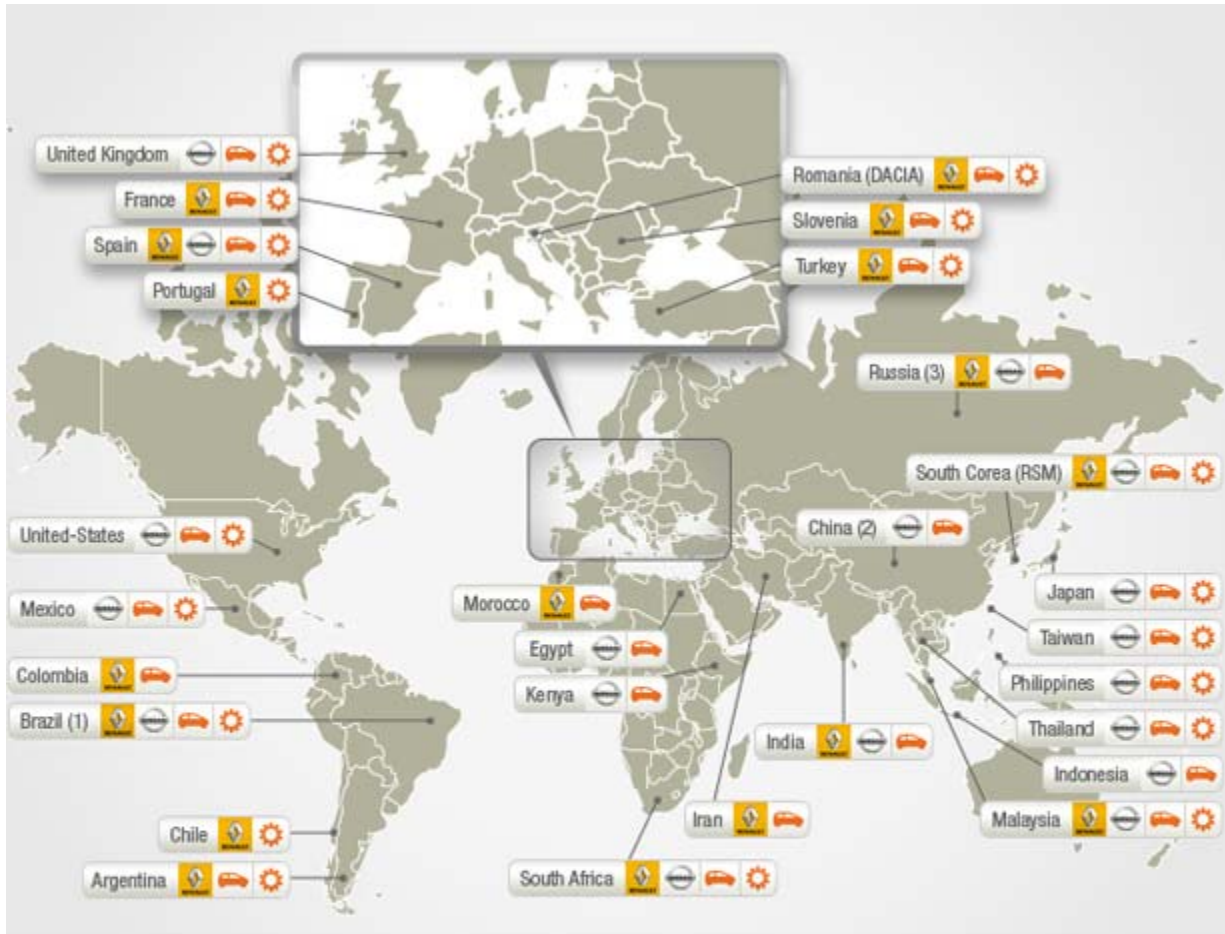 United Kingdom
France
Spain
Portugal
Romania (DACIA)
Slovenia
Turkey
Russia (3)
South Corea (RSM)
China (2)
United-States
Mexico
Colombia
Brazil (1)
Chile
Argentina
Morocco
Egypt
Kenya
India
Iran
South Africa
Japan
Taiwan
Philippines
Thailand
Indonesia
Malaysia